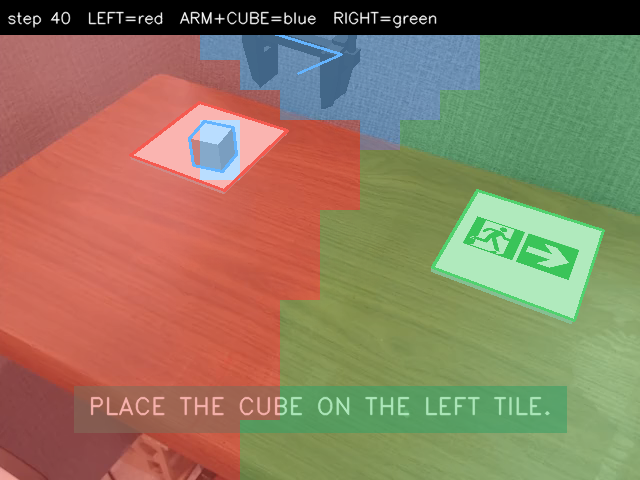 step 40 LEFT=red ARM+CUBE=blue RIGHT=green
PLACE THE CUBE ON THE LEFT TILE.